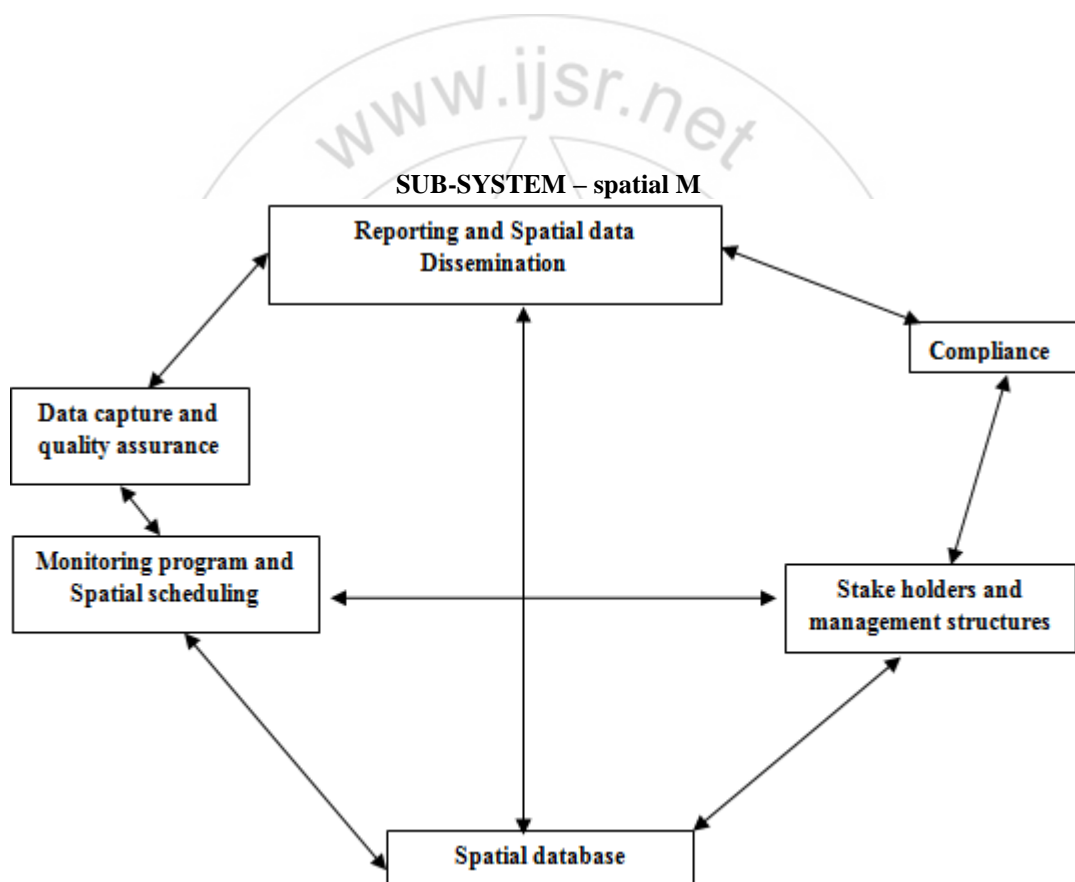 www.ijsr.net
SUB-SYSTEM – spatial M
Reporting and Spatial data
Dissemination
Compliance
Data capture and
quality assurance
Monitoring program and
Spatial scheduling
Stake holders and
management structures
Spatial database